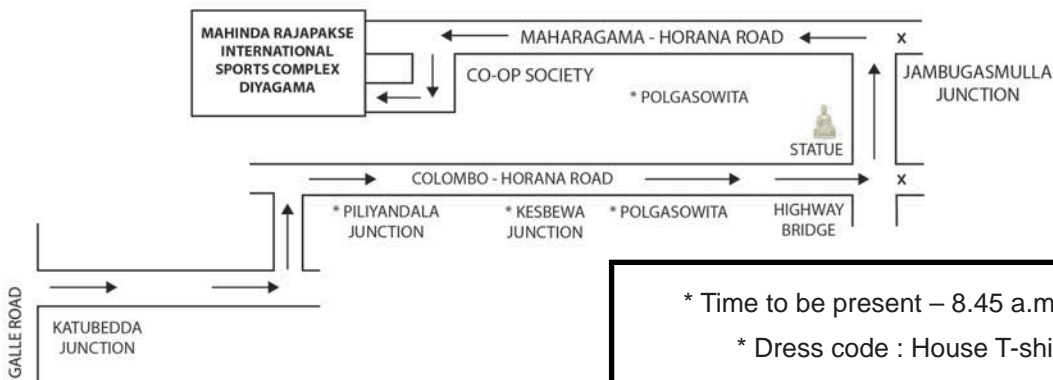 MAHINDA RAJAPAKSE
INTERNATIONAL
SPORTS COMPLEX
DIYAGAMA
MAHARAGAMA - HORANA ROAD
x
JAMBUGASMULLA
JUNCTION
CO-OP SOCIETY
* POLGASOWITA
STATUE
COLOMBO - HORANA ROAD
x
* PILIYANDALA
JUNCTION
* KESBEWA
JUNCTION
* POLGASOWITA
HIGHWAY
BRIDGE
GALLE ROAD
KATUBEDDA
JUNCTION
* Time to be present – 8.45 a.m
* Dress code : House